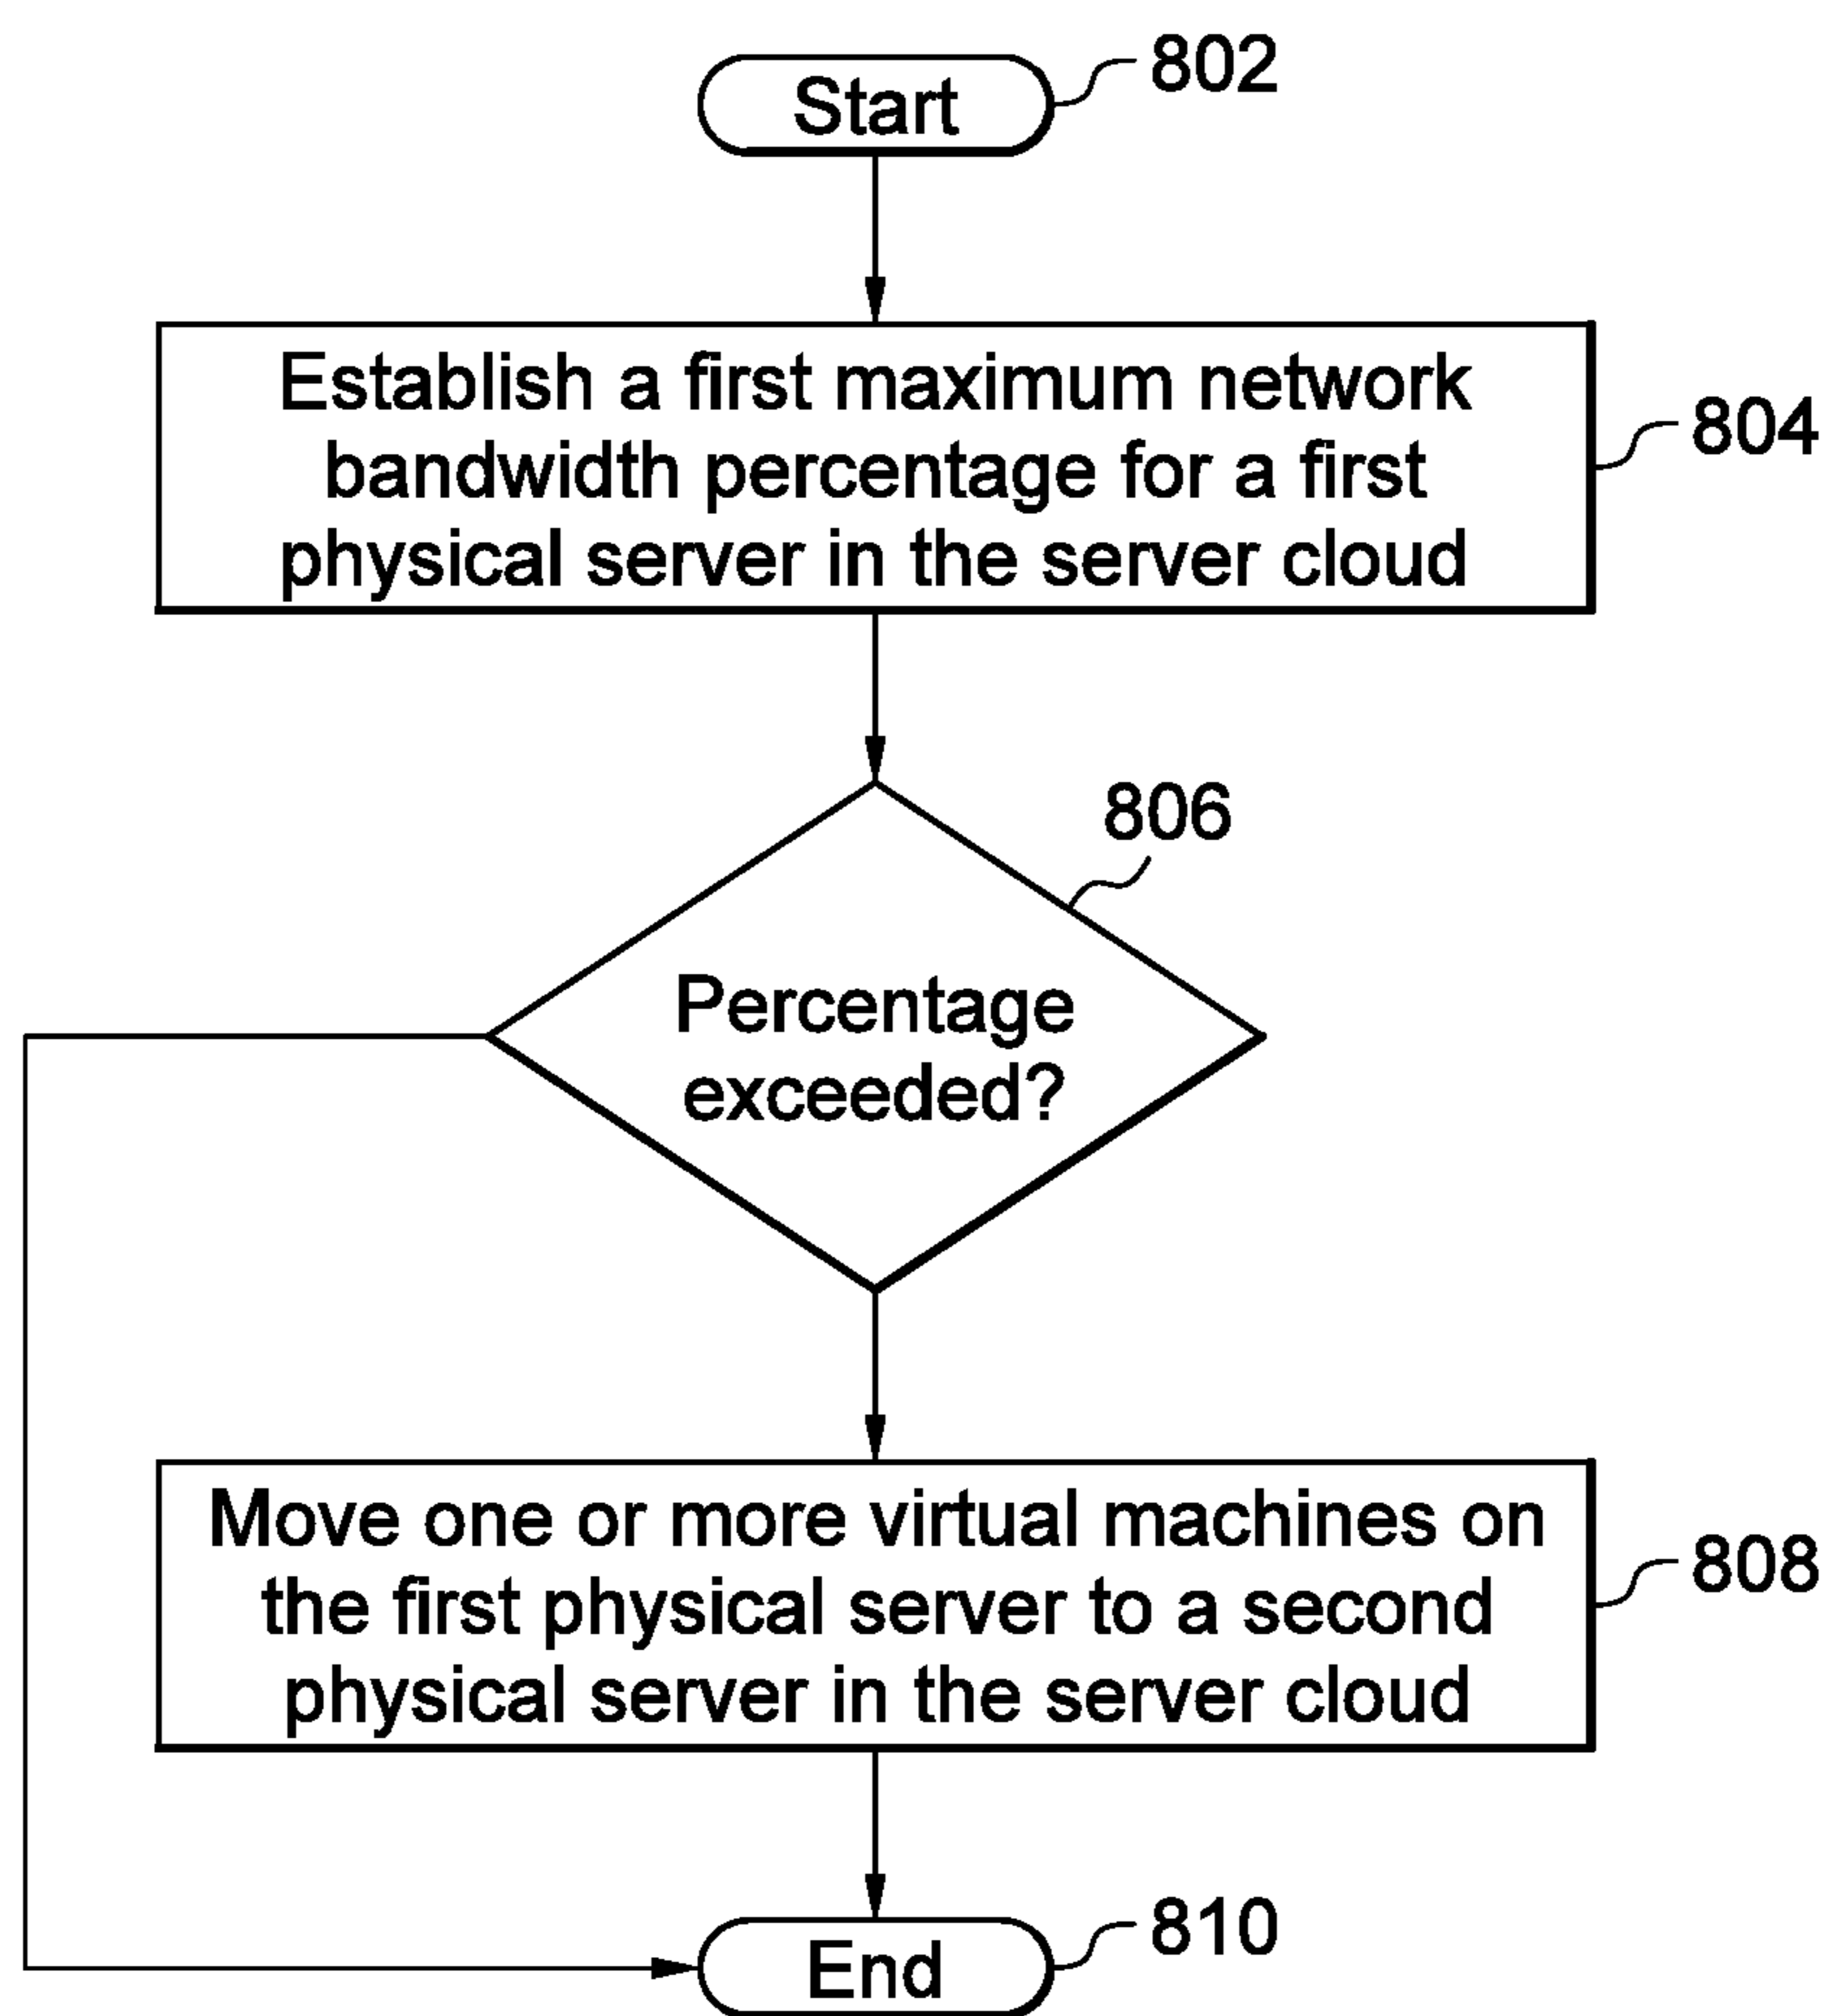 Start
802
Establish a first maximum network
bandwidth percentage for a first
physical server in the server cloud
804
806
Percentage
exceeded?
Move one or more virtual machines on
the first physical server to a second
physical server in the server cloud
808
End
810